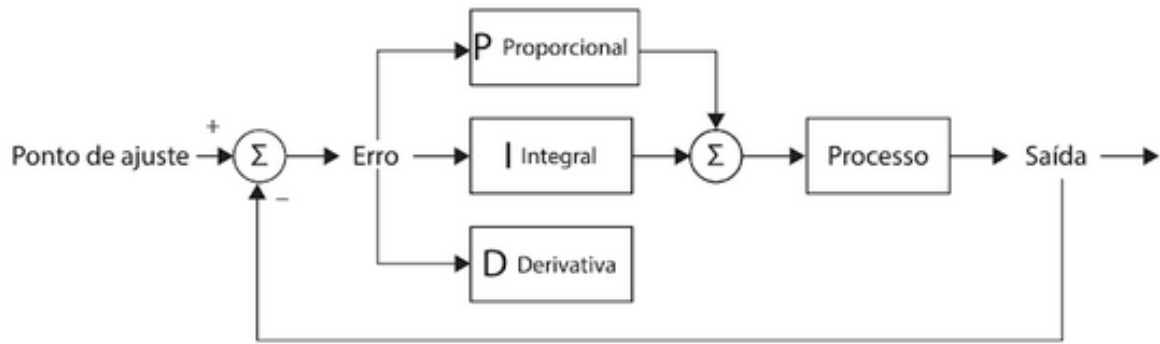 P Proporcional
+
Ponto de ajuste
Σ
Erro
I Integral
Σ
Processo
Saída
–
D Derivativa